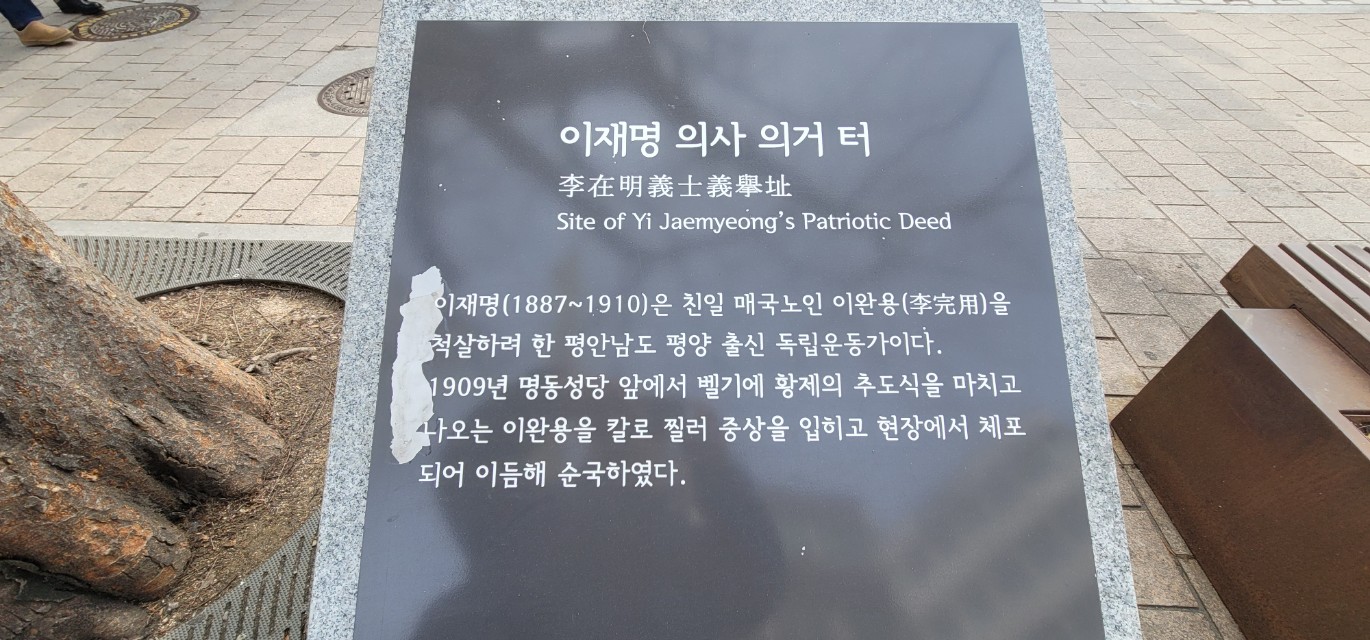 이재명 의사 의거 터
李在明義士義擧址
Site of Yi Jaemyeong's Patriotic Deed
이재명(1887~1910)은 친일 매국노인 이완용(李完用)을
척살하려 한 평안남도 평양 출신 독립운동가이다.
1909년 명동성당 앞에서 벨기에 황제의 추도식을 마치고
나오는 이완용을 칼로 찔러 중상을 입히고 현장에서 체포
되어 이듬해 순국하였다.